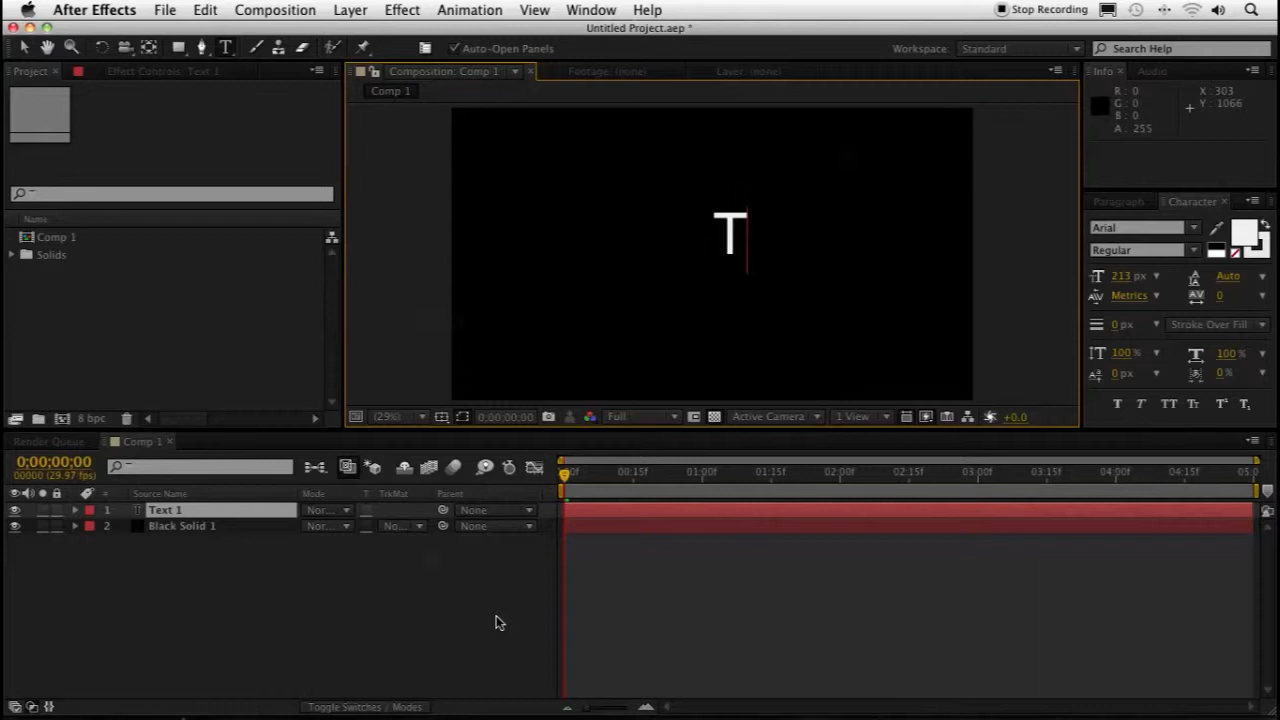 After Effects File Edit Composition Layer Effect Animation View Window Help Stop Recording
Untitled Project.aep *
T Auto-Open Panels Workspace: Standard Search Help
Project Effect Controls: Text 1 Composition: Comp 1 Footage: (none) Layer: (none) Info Audio
Comp 1
R: 0 X: 303
G: 0 Y: 1066
B: 0
A: 255
T
Paragraph Character
Name
Arial
Comp 1
Regular
Solids
213 px Auto
Metrics 0
0 px Stroke Over Fill
100 % 100 %
0 px 0 %
T T TT Tr T' T,
8 bpc (29%) 0;00;00;00 Full Active Camera 1 View +0.0
Render Queue Comp 1
0;00;00;00
00000 (29.97 fps)
0f 00:15f 01:00f 01:15f 02:00f 02:15f 03:00f 03:15f 04:00f 04:15f 05:0
# Source Name Mode T TrkMat Parent
1 T Text 1 Nor... None
2 Black Solid 1 Nor... No... None
Toggle Switches / Modes